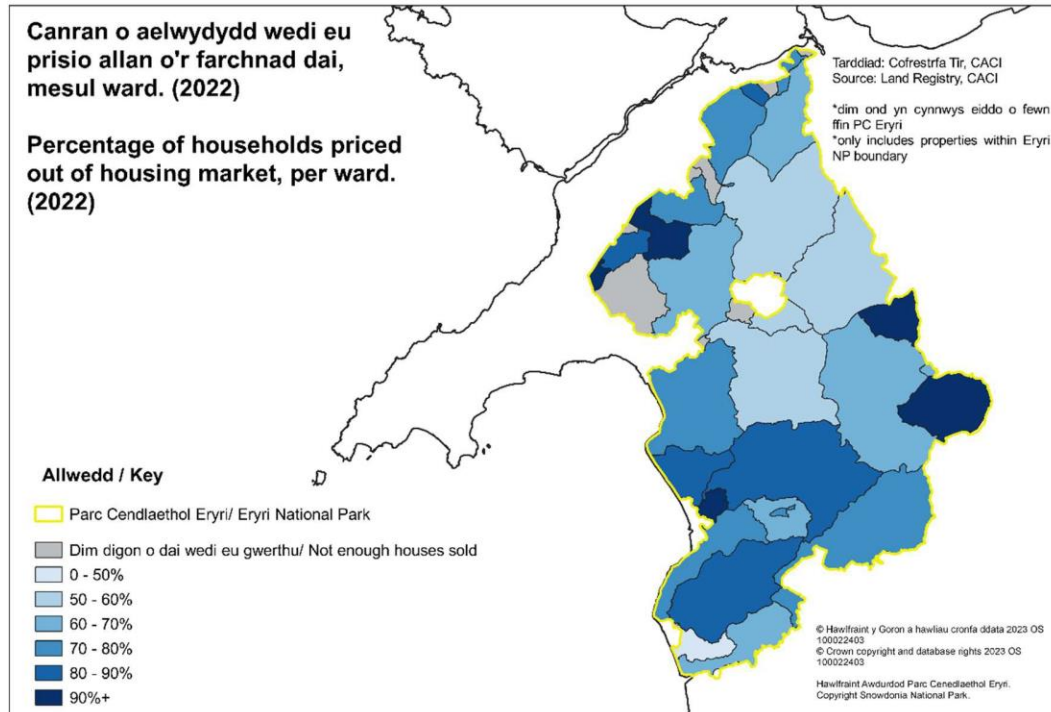 Canran o aelwydydd wedi eu
prisio allan o'r farchnad dai,
mesul ward. (2022)
Percentage of households priced
out of housing market, per ward.
(2022)
Tarddiad: Cofrestrfa Tir, CACI
Source: Land Registry, CACI
*dim ond yn cynnwys eiddo o fewn
ffin PC Eryri
*only includes properties within Eryri
NP boundary
Allwedd / Key
Parc Cendlaethol Eryri/ Eryri National Park
Dim digon o dai wedi eu gwerthu/ Not enough houses sold
0 - 50%
50 - 60%
60 - 70%
70 - 80%
80 - 90%
90%+
© Hawlfraint y Goron a hawliau cronfa ddata 2023 OS
100022403
© Crown copyright and database rights 2023 OS
100022403
Hawlfraint Awdurdod Parc Cenedlaethol Eryri.
Copyright Snowdonia National Park.